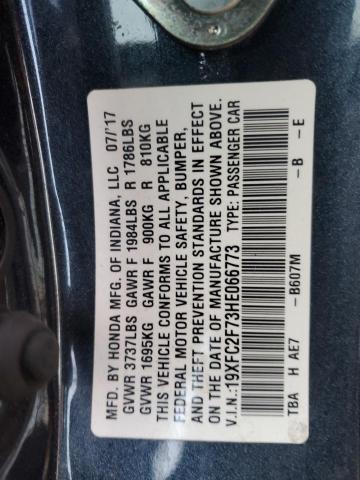 MFD. BY HONDA MFG. OF INDIANA, LLC 07/'17
GVWR 3737LBS GAWR F 1984LBS R 1786LBS
GVWR 1695KG GAWR F 900KG R 810KG
THIS VEHICLE CONFORMS TO ALL APPLICABLE
FEDERAL MOTOR VEHICLE SAFETY, BUMPER,
AND THEFT PREVENTION STANDARDS IN EFFECT
ON THE DATE OF MANUFACTURE SHOWN ABOVE.
V.I.N.:19XFC2F73HE066773 TYPE: PASSENGER CAR
TBA H AE7 -B607M -B -E